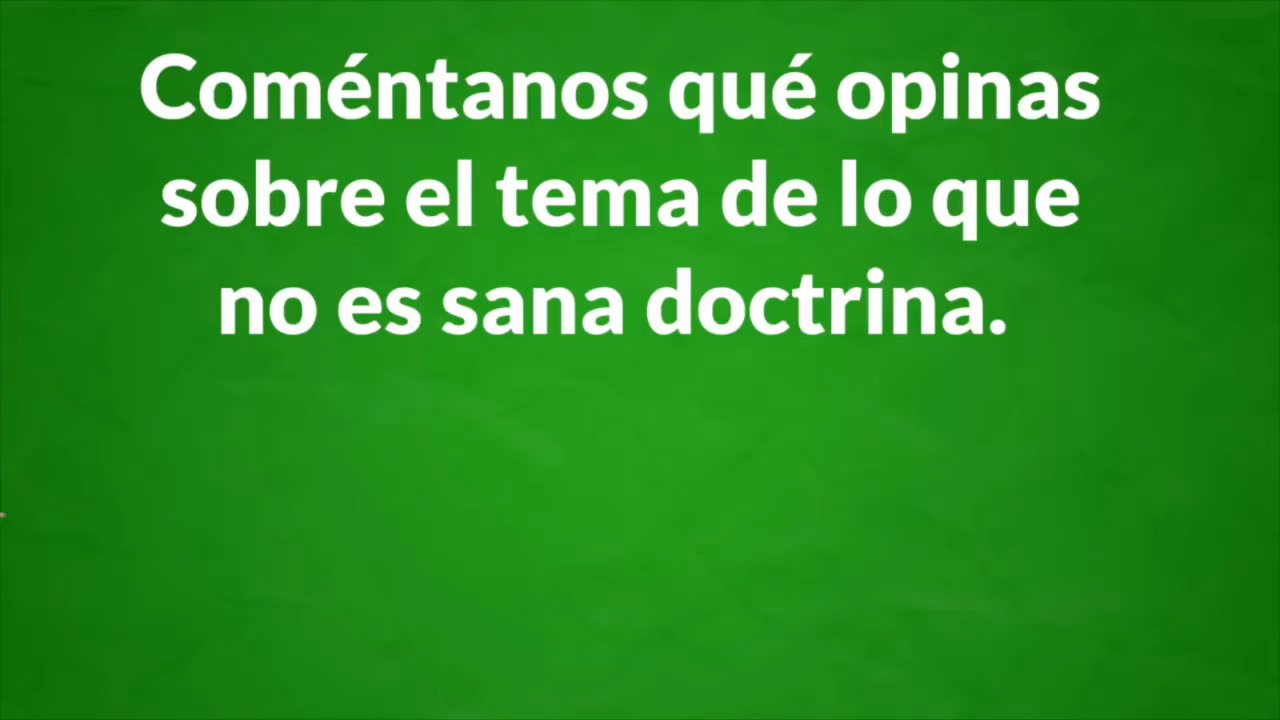 Coméntanos qué opinas
sobre el tema de lo que
no es sana doctrina.